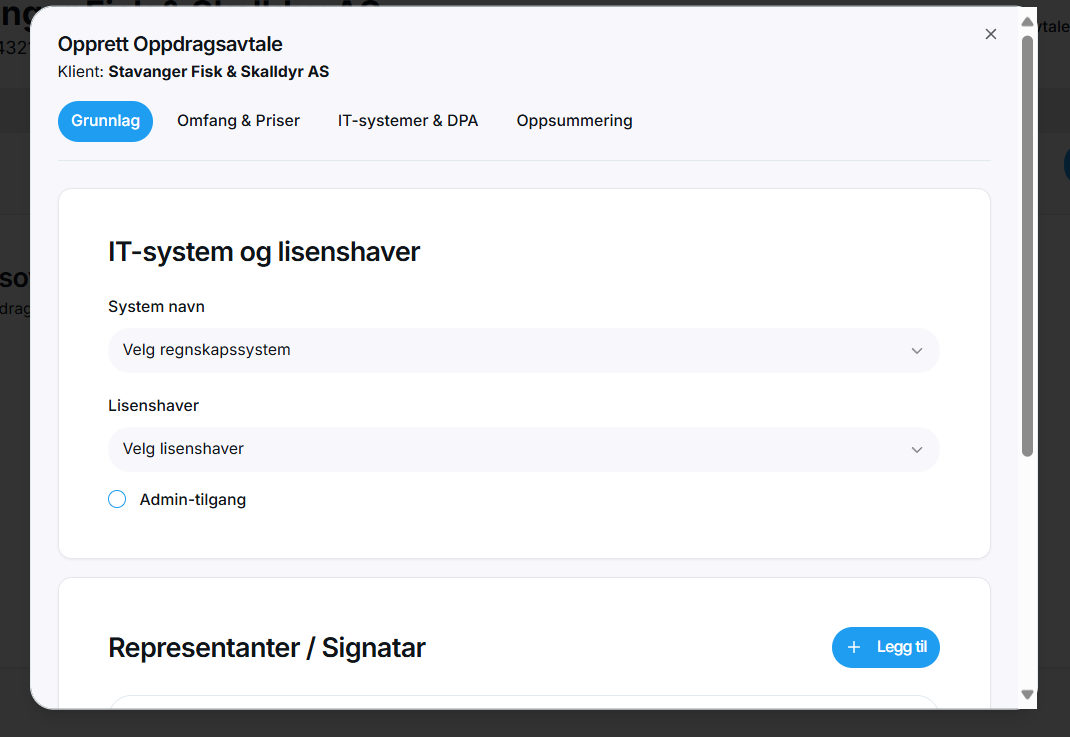 Opprett Oppdragsavtale
Klient: Stavanger Fisk & Skalldyr AS
Grunnlag
Omfang & Priser
IT-systemer & DPA
Oppsummering
IT-system og lisenshaver
System navn
Velg regnskapssystem
Lisenshaver
Velg lisenshaver
Admin-tilgang
Representanter / Signatar
+ Legg til